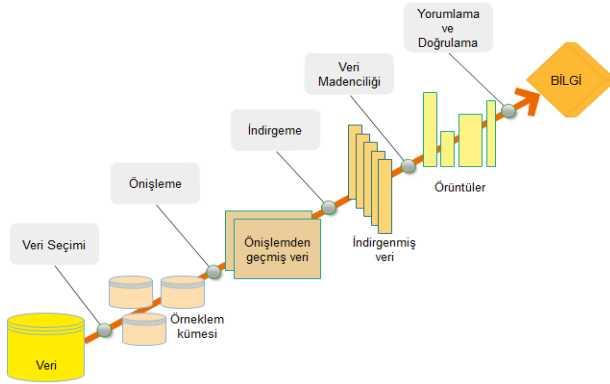 Yorumlama
ve
Doğrulama
BİLGİ
Veri
Madenciliği
İndirgeme
Örüntüler
Önişleme
İndirgenmiş
veri
Önişlemden
geçmiş veri
Veri Seçimi
Örneklem
kümesi
Veri